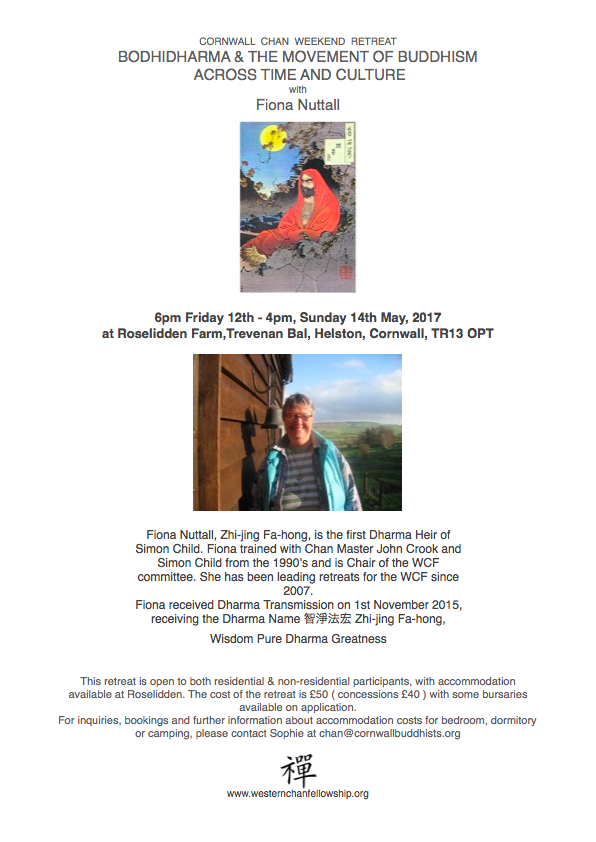 CORNWALL CHAN WEEKEND RETREAT
BODHIDHARMA & THE MOVEMENT OF BUDDHISM
ACROSS TIME AND CULTURE
with
Fiona Nuttall
6pm Friday 12th - 4pm, Sunday 14th May, 2017
at Roselidden Farm,Trevenan Bal, Helston, Cornwall, TR13 OPT
Fiona Nuttall, Zhi-jing Fa-hong, is the first Dharma Heir of
Simon Child. Fiona trained with Chan Master John Crook and
Simon Child from the 1990's and is Chair of the WCF
committee. She has been leading retreats for the WCF since
2007.
Fiona received Dharma Transmission on 1st November 2015,
receiving the Dharma Name 智淨法宏 Zhi-jing Fa-hong,
Wisdom Pure Dharma Greatness
This retreat is open to both residential & non-residential participants, with accommodation
available at Roselidden. The cost of the retreat is £50 ( concessions £40 ) with some bursaries
available on application.
For inquiries, bookings and further information about accommodation costs for bedroom, dormitory
or camping, please contact Sophie at chan@cornwallbuddhists.org
禪
www.westernchanfellowship.org